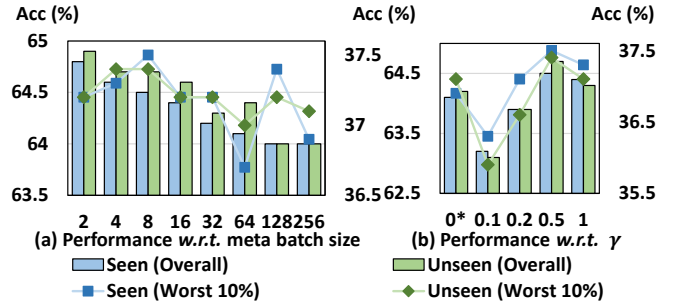 Acc (%) Acc (%) Acc (%)
65
64.5
64
63.5
37.5
37
36.5
2 4 8 16 32 64 128 256
(a) Performance w.r.t. meta batch size
64.5
63.5
62.5
37.5
36.5
35.5
0* 0.1 0.2 0.5 1
(b) Performance w.r.t. γ
Seen (Overall) Unseen (Overall)
Seen (Worst 10%) Unseen (Worst 10%)